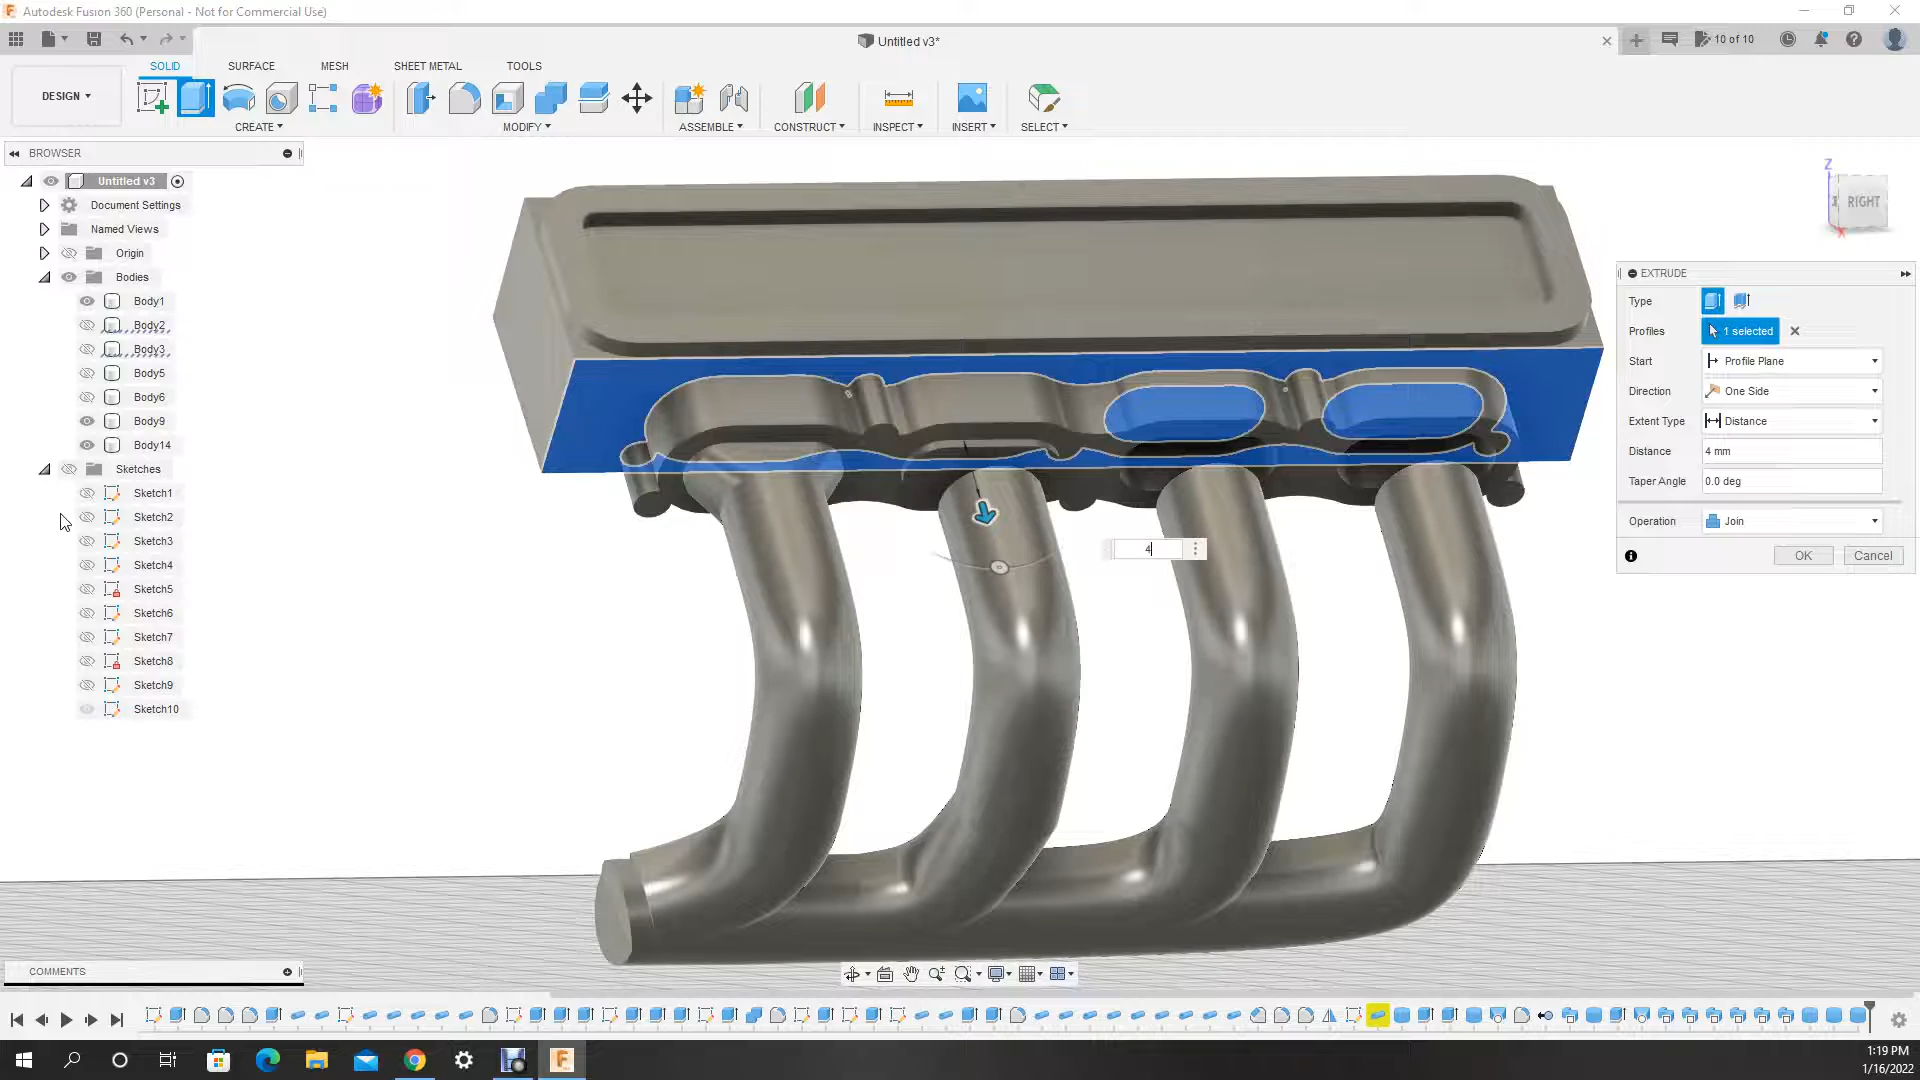 Autodesk Fusion 360 (Personal - Not for Commercial Use)
Untitled v3*
10 of 10
DESIGN
SOLID
SURFACE
MESH
SHEET METAL
TOOLS
CREATE
MODIFY
ASSEMBLE
CONSTRUCT
INSPECT
INSERT
SELECT
BROWSER
Untitled v3
Document Settings
Named Views
Origin
Bodies
Body1
Body2
Body3
Body5
Body6
Body9
Body14
Sketches
Sketch1
Sketch2
Sketch3
Sketch4
Sketch5
Sketch6
Sketch7
Sketch8
Sketch9
Sketch10
Z
RIGHT
X
EXTRUDE
Type
Profiles
1 selected
Start
Profile Plane
Direction
One Side
Extent Type
Distance
Distance
4 mm
Taper Angle
0.0 deg
Operation
Join
OK
Cancel
4
COMMENTS
1:19 PM
1/16/2022